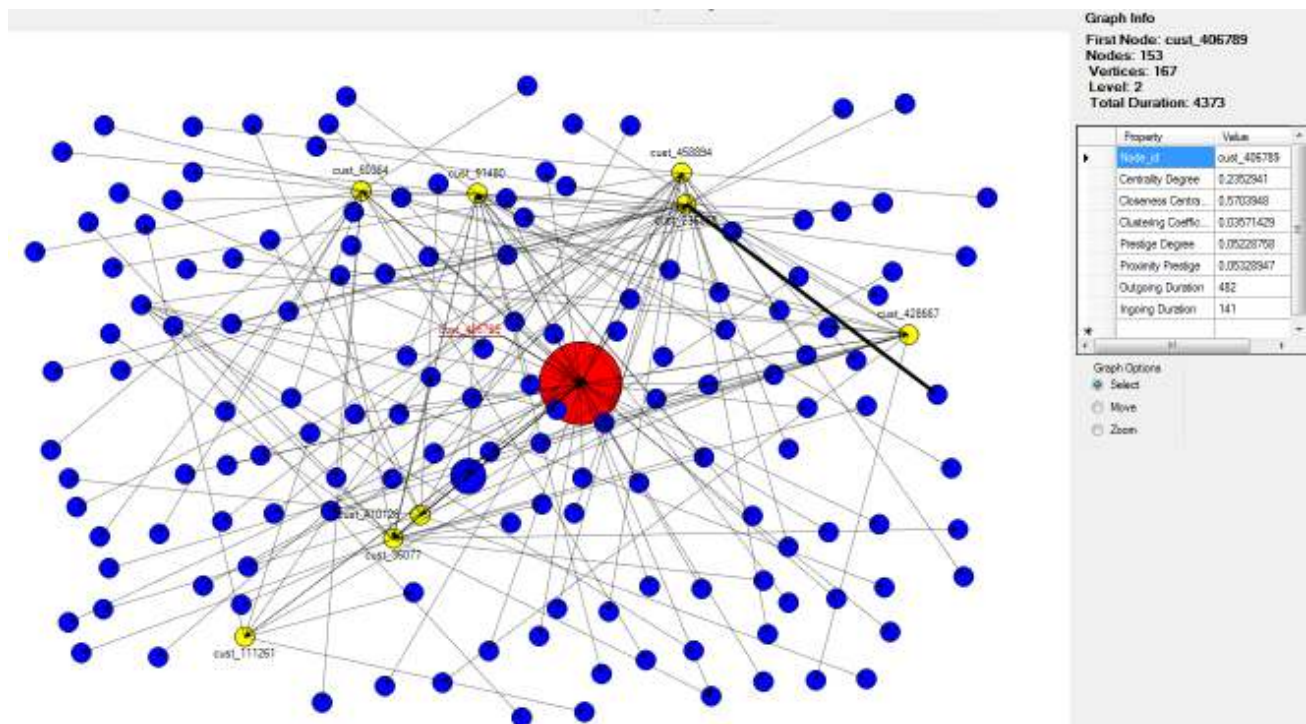 Graph Info
First Node: cust_406789
Nodes: 153
Vertices: 167
Level: 2
Total Duration: 4373
Property Value
Node_id cust_406789
Centrality Degree 0.2352941
Closeness Centra... 0.5703948
Clustering Coeffic... 0.03571429
Prestige Degree 0.05228758
Proximity Prestige 0.05328947
Outgoing Duration 482
Ingoing Duration 141
Graph Options
Select
Move
Zoom
cust_458894
cust_91480
cust_428667
cust_96077
cust_111261